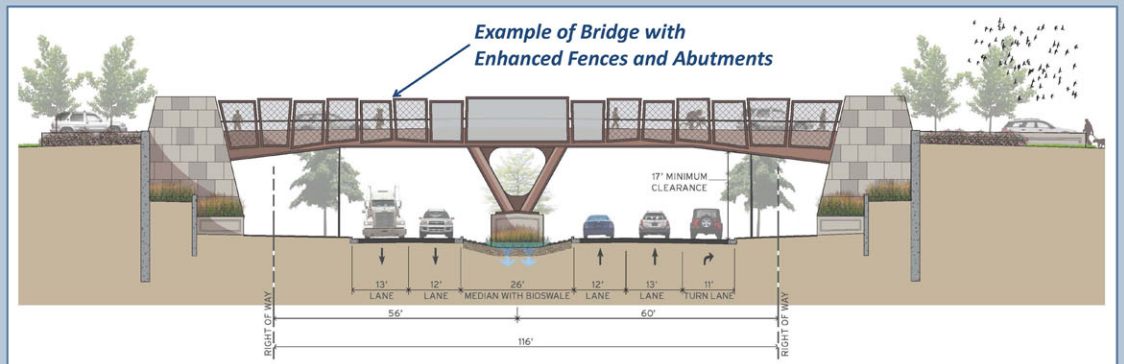 Example of Bridge with
Enhanced Fences and Abutments
17' MINIMUM
CLEARANCE
13'
LANE
12'
LANE
26'
MEDIAN WITH BIOSWALE
12'
LANE
13'
LANE
11'
TURN LANE
56'
60'
116'
RIGHT OF WAY
RIGHT OF WAY